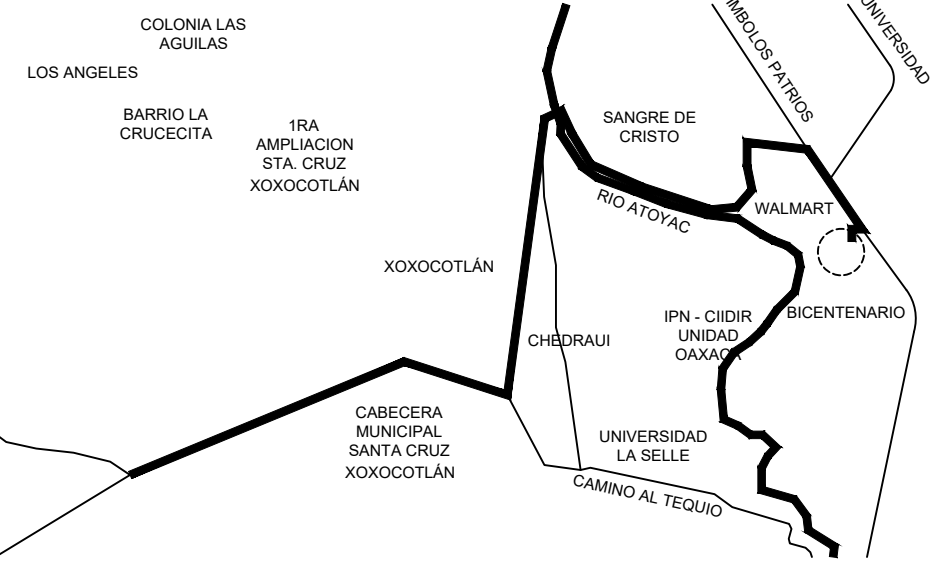 COLONIA LAS
AGUILAS
LOS ANGELES
BARRIO LA
CRUCECITA
1RA
AMPLIACION
STA. CRUZ
XOXOCOTLÁN
SANGRE DE
CRISTO
MBOLOS PATRIOS
UNIVERSIDAD
RIO ATOYAC
WALMART
XOXOCOTLÁN
CHEDRAUI
IPN - CIIDIR
UNIDAD
OAXACA
BICENTENARIO
CABECERA
MUNICIPAL
SANTA CRUZ
XOXOCOTLÁN
UNIVERSIDAD
LA SELLE
CAMINO AL TEQUIO